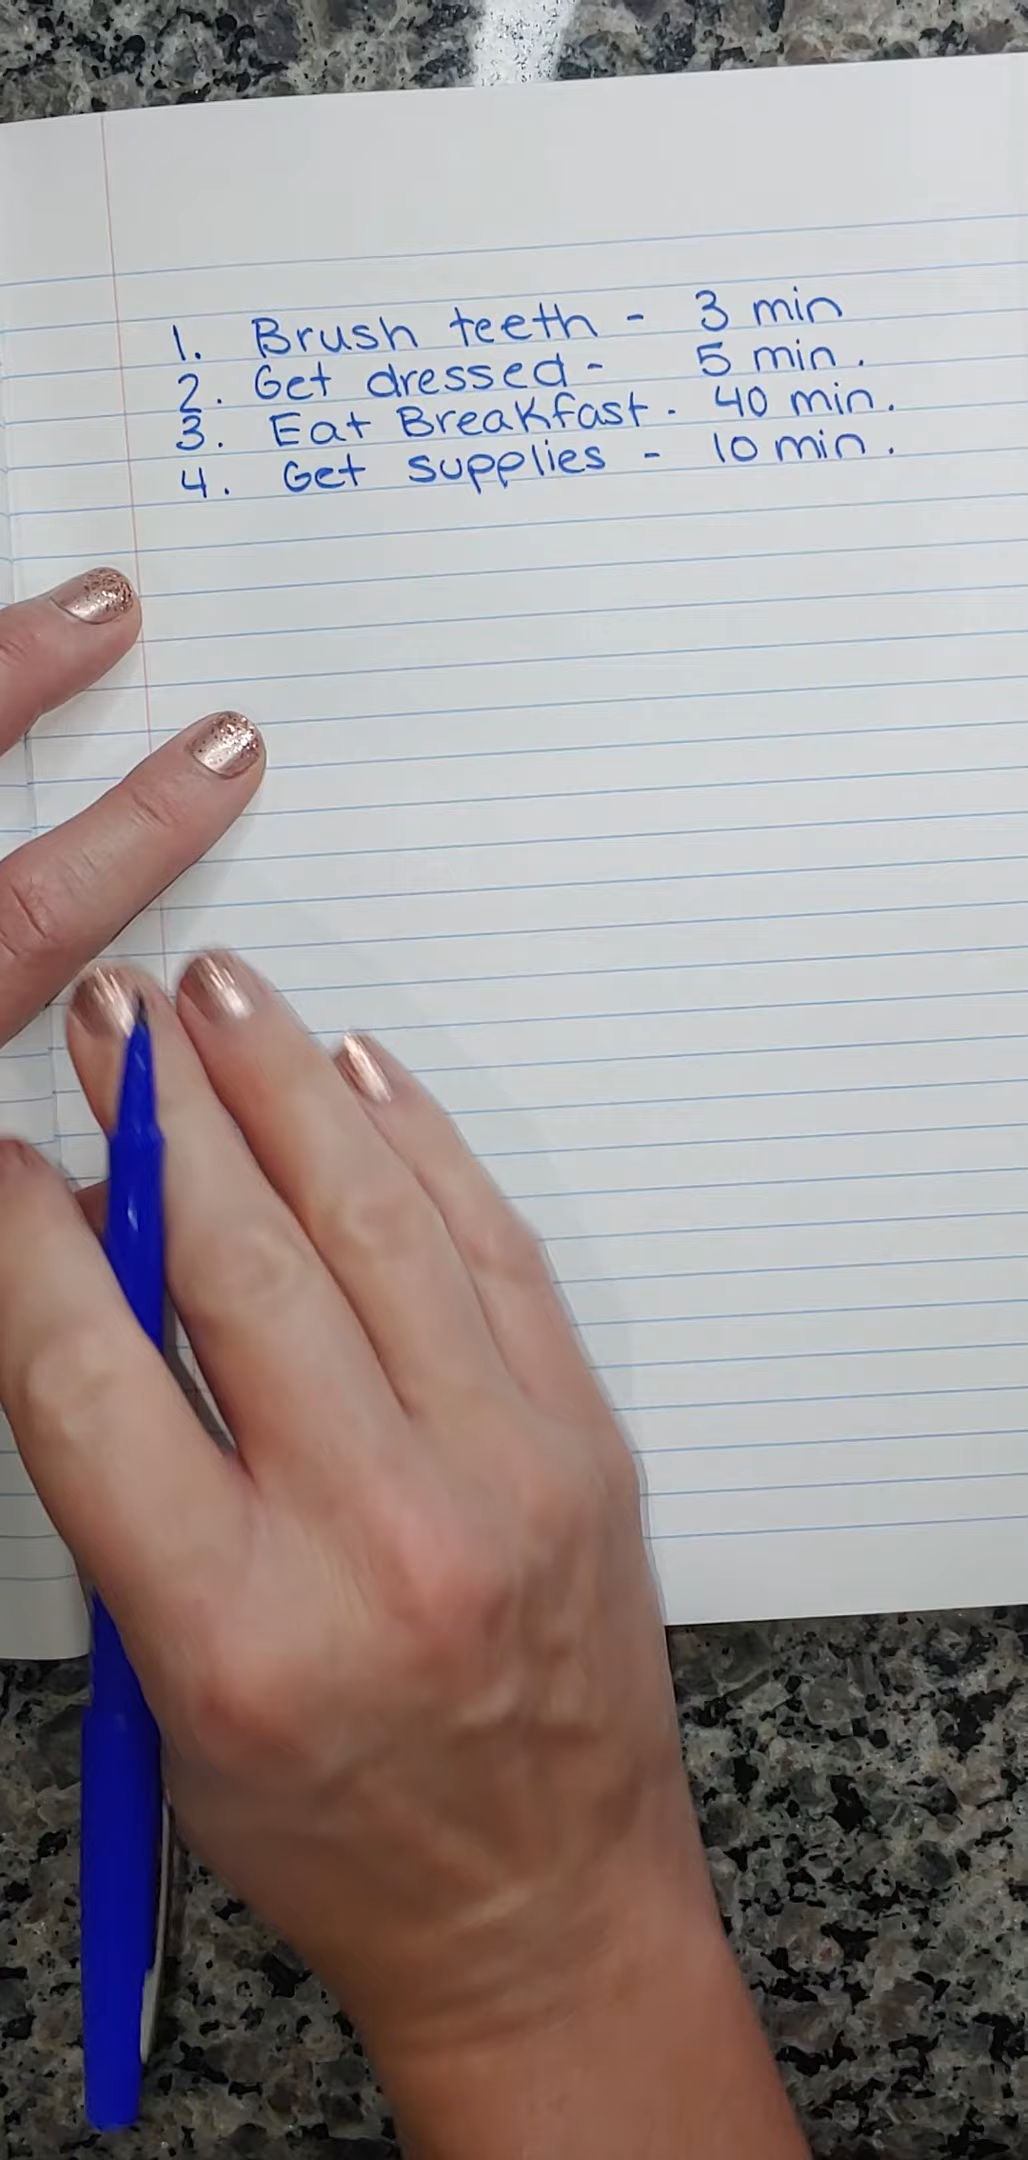 1. Brush teeth - 3 min
2. Get dressed - 5 min.
3. Eat Breakfast. 40 min.
4. Get supplies - 10 min.